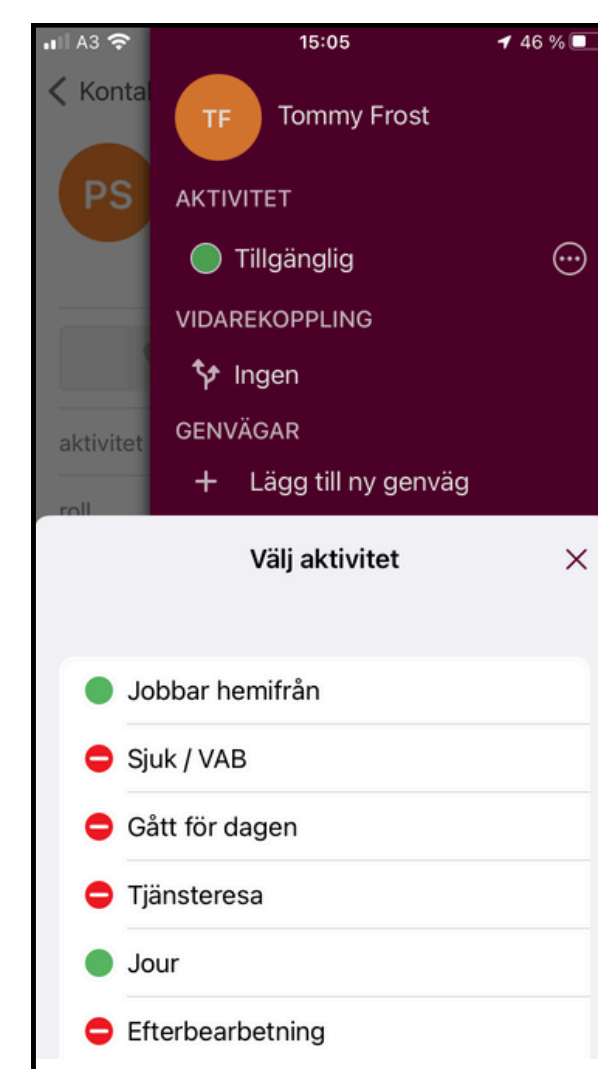 A3 15:05 46 %
Kontal
TF Tommy Frost
PS
AKTIVITET
Tillgänglig
VIDAREKOPPLING
Ingen
aktivitet
GENVÄGAR
Lägg till ny genväg
roll
Välj aktivitet
Jobbar hemifrån
Sjuk / VAB
Gått för dagen
Tjänsteresa
Jour
Efterbearbetning